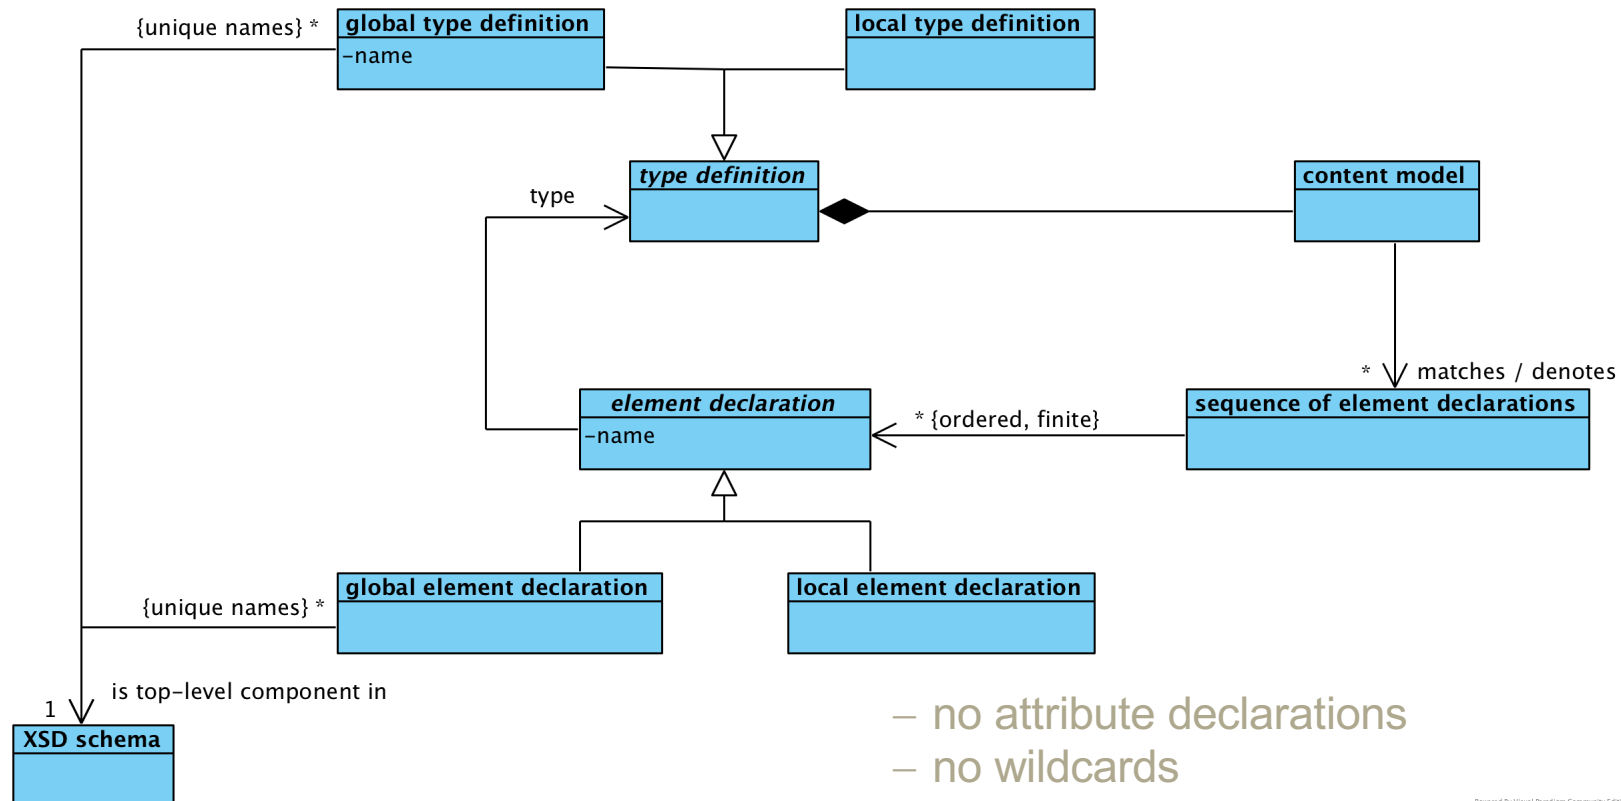 {unique names} *
global type definition
-name
local type definition
type definition
type
content model
* matches / denotes
element declaration
-name
* {ordered, finite}
sequence of element declarations
global element declaration
local element declaration
{unique names} *
is top-level component in
1
XSD schema
– no attribute declarations
– no wildcards